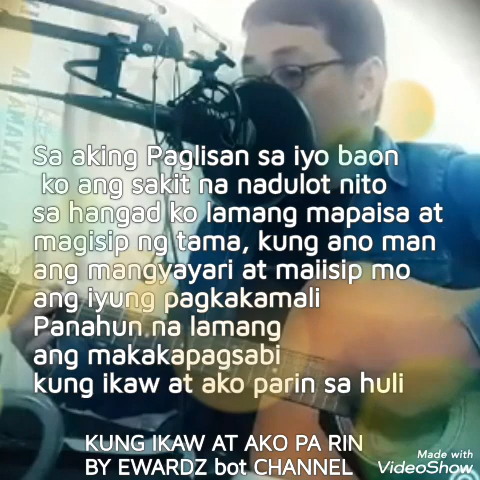 Sa aking Paglisan sa iyo baon
ko ang sakit na nadulot nito
sa hangad ko lamang mapaisa at
magisip ng tama, kung ano man
ang mangyayari at maiisip mo
ang iyung pagkakamali
Panahun na lamang
ang makakapagsabi
kung ikaw at ako parin sa huli
KUNG IKAW AT AKO PA RIN
BY EWARDZ bot CHANNEL
Made with
VideoShow